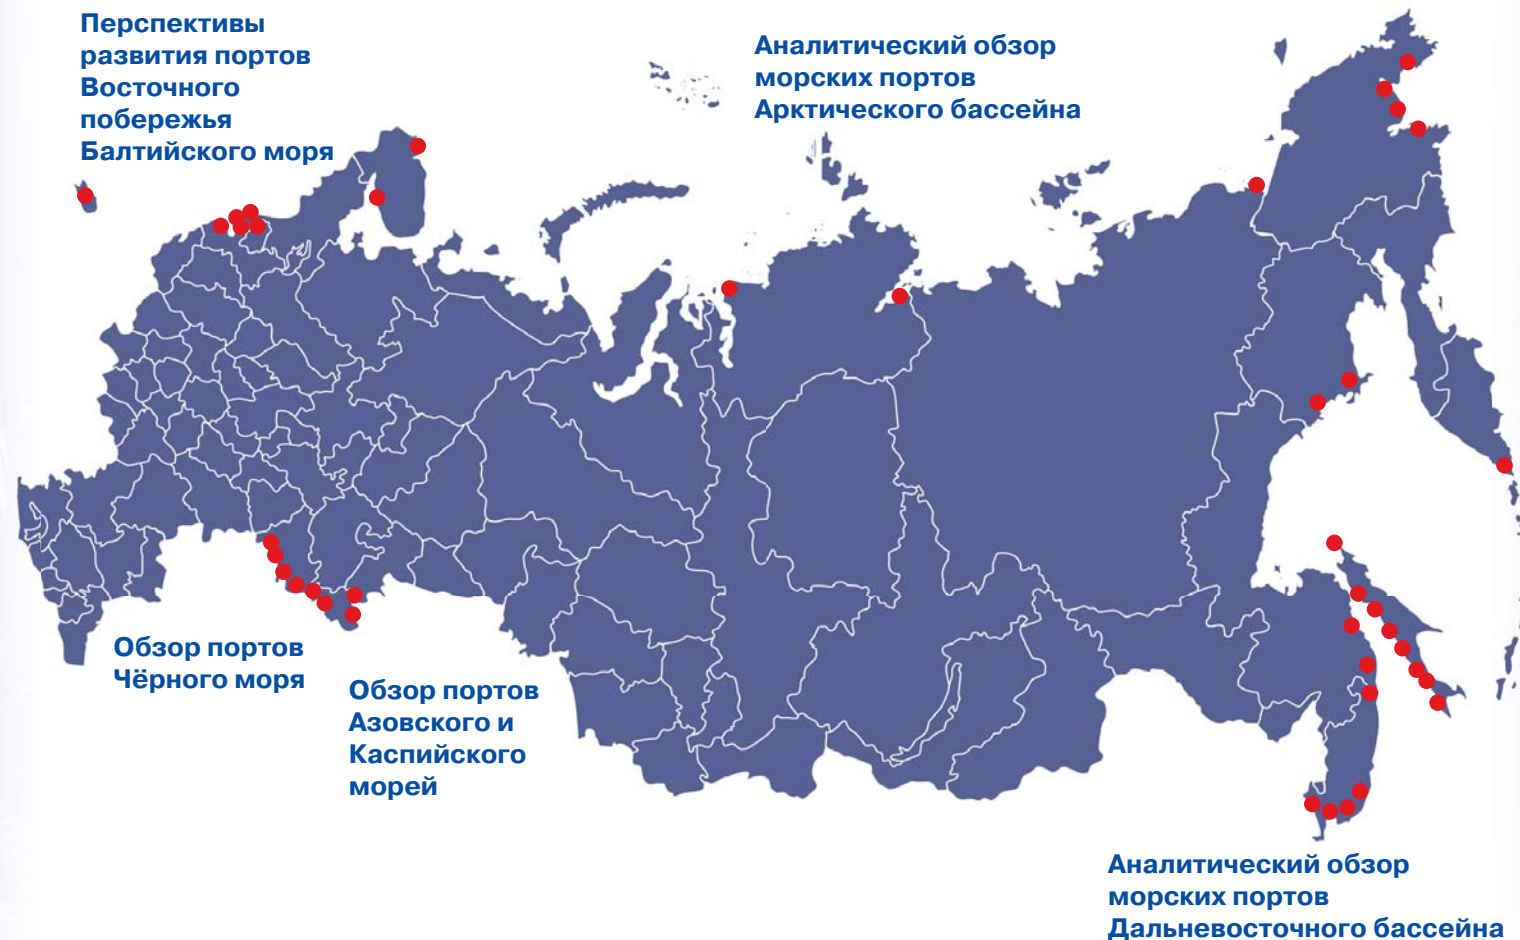 Перспективы
развития портов
Восточного
побережья
Балтийского моря
Аналитический обзор
морских портов
Арктического бассейна
Обзор портов
Чёрного моря
Обзор портов
Азовского и
Каспийского
морей
Аналитический обзор
морских портов
Дальневосточного бассейна